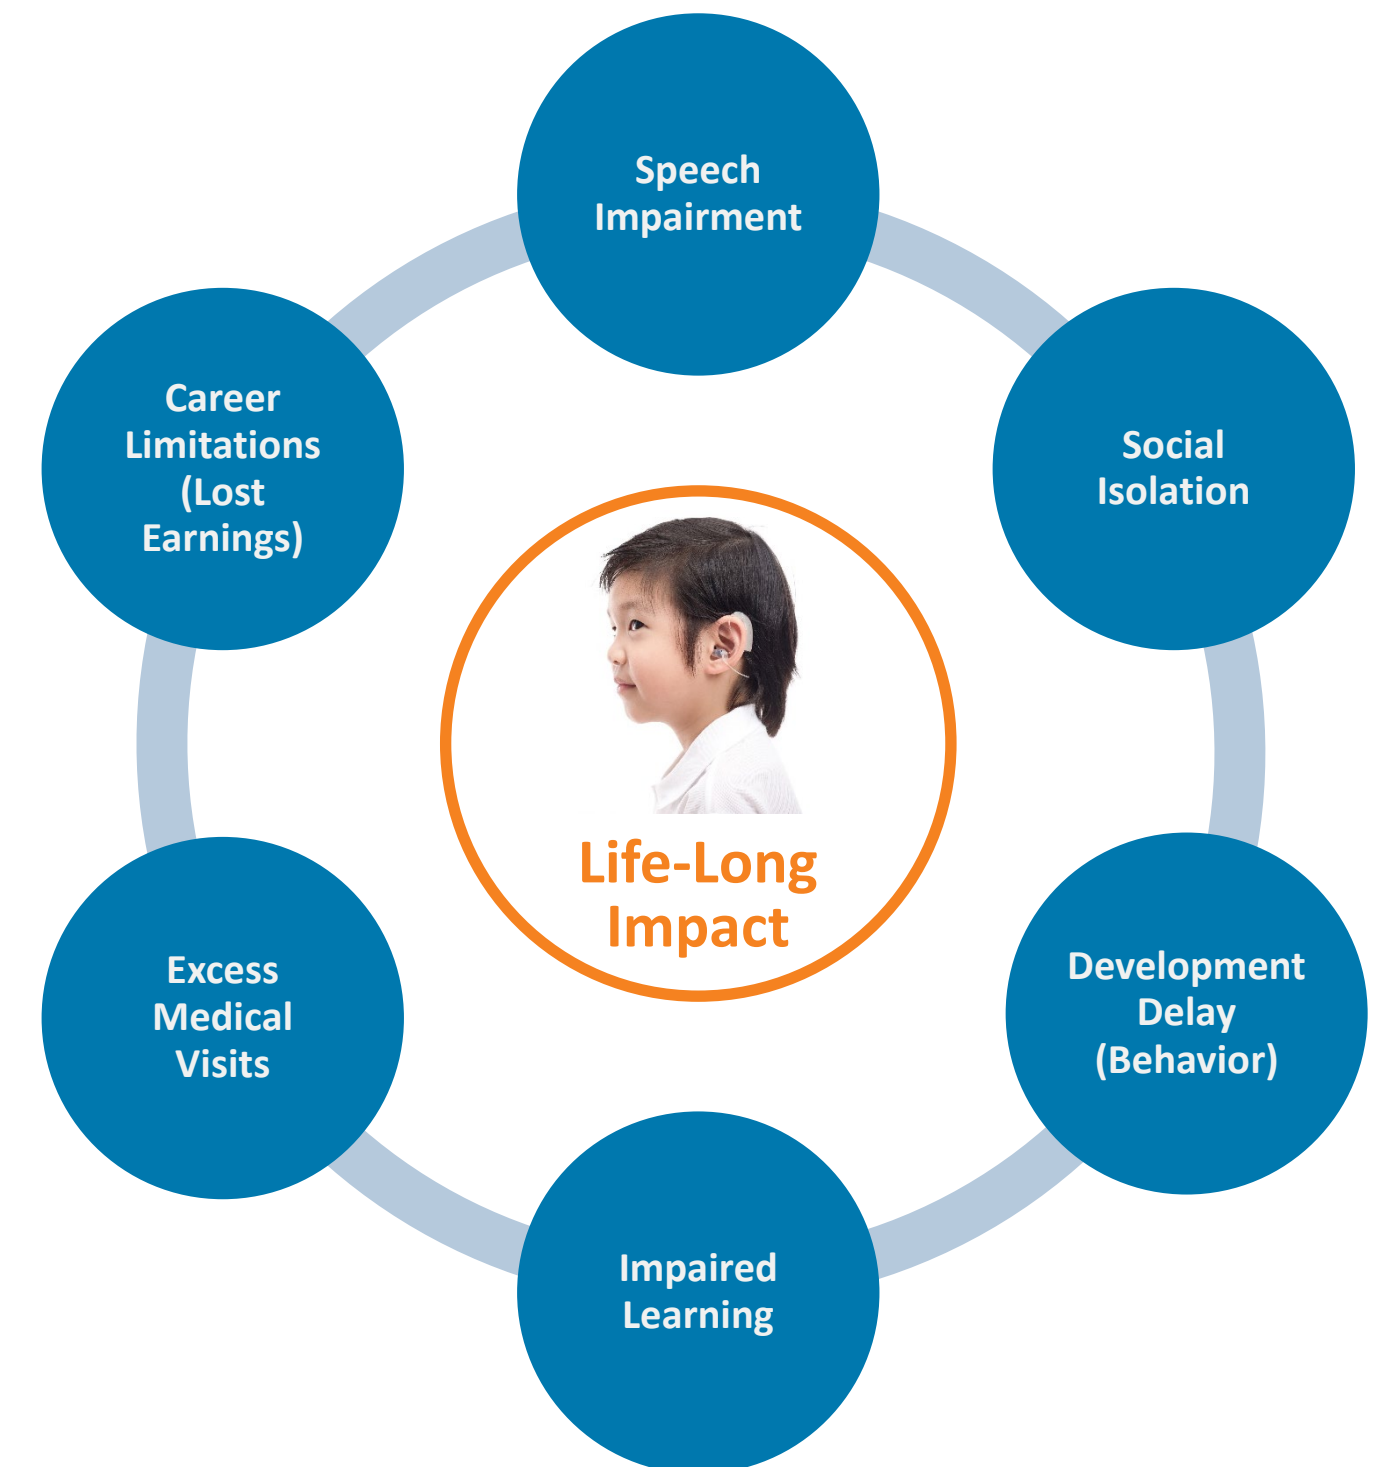 Speech
Impairment
Social
Isolation
Development
Delay
(Behavior)
Impaired
Learning
Excess
Medical
Visits
Career
Limitations
(Lost
Earnings)
Life-Long
Impact